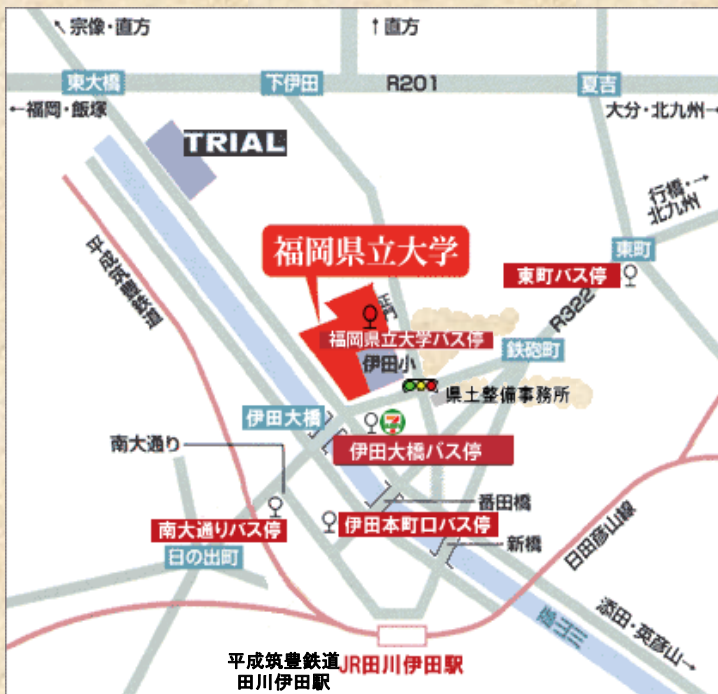 ↖宗像・直方
↑直方
東大橋
下伊田
R201
夏吉
←福岡・飯塚
大分・北九州→
TRIAL
行橋・→
北九州
平成筑豊鉄道
福岡県立大学
東町
東町バス停
正門
R322
福岡県立大学バス停
鉄砲町
伊田小
県土整備事務所
伊田大橋
7
南大通り
伊田大橋バス停
番田橋
南大通りバス停
伊田本町口バス停
新橋
日の出町
日田彦山線
彦山川
添田・英彦山→
平成筑豊鉄道
田川伊田駅
JR田川伊田駅